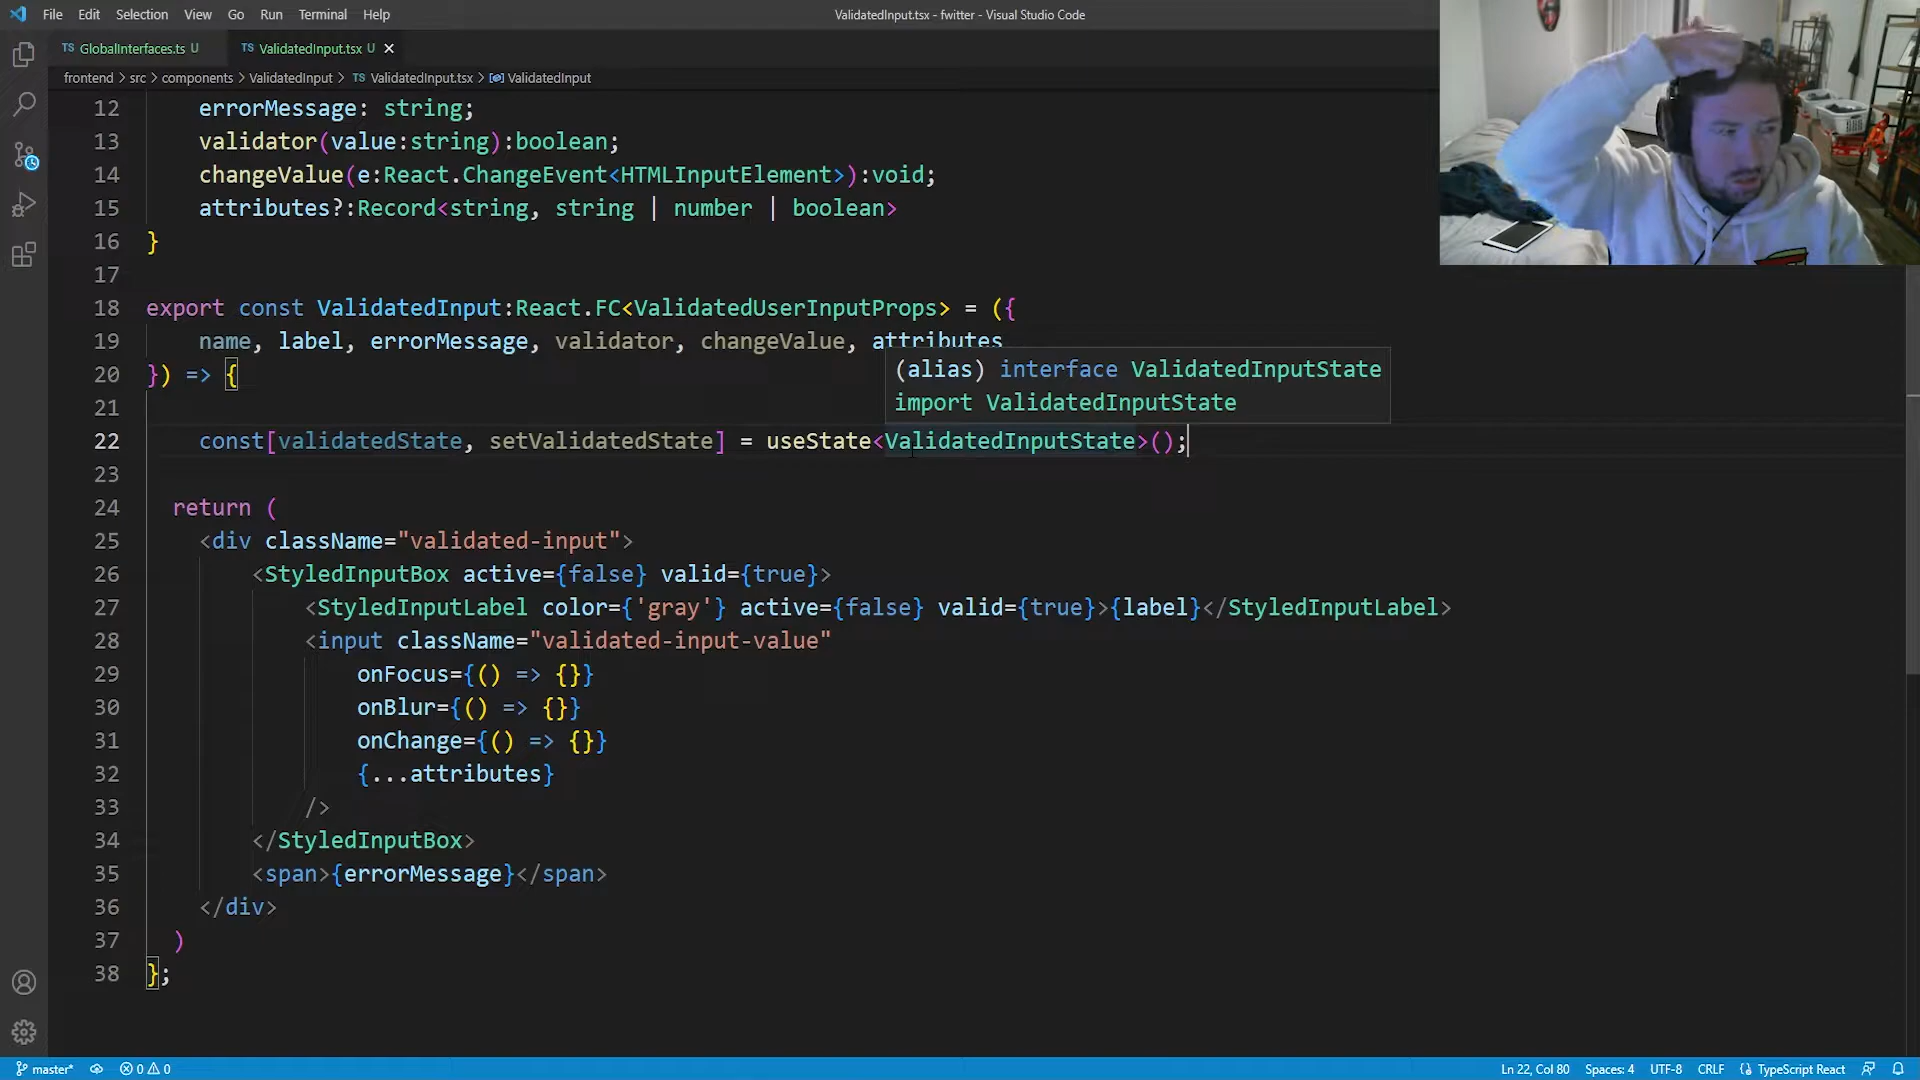 File Edit Selection View Go Run Terminal Help
ValidatedInput.tsx - fwitter - Visual Studio Code
TS GlobalInterfaces.ts U
TS ValidatedInput.tsx U
frontend > src > components > ValidatedInput > TS ValidatedInput.tsx > ValidatedInput
12 errorMessage: string;
13 validator(value:string):boolean;
14 changeValue(e:React.ChangeEvent<HTMLInputElement>):void;
15 attributes?:Record<string, string | number | boolean>
16 }
17
18 export const ValidatedInput:React.FC<ValidatedUserInputProps> = ({
19 name, label, errorMessage, validator, changeValue, attributes
20 }) => {
(alias) interface ValidatedInputState
import ValidatedInputState
21
22 const[validatedState, setValidatedState] = useState<ValidatedInputState>();
23
24 return (
25 <div className="validated-input">
26 <StyledInputBox active={false} valid={true}>
27 <StyledInputLabel color={'gray'} active={false} valid={true}>{label}</StyledInputLabel>
28 <input className="validated-input-value"
29 onFocus={() => {}}
30 onBlur={() => {}}
31 onChange={() => {}}
32 {...attributes}
33 />
34 </StyledInputBox>
35 <span>{errorMessage}</span>
36 </div>
37 )
38 };
master* 0 0
Ln 22, Col 80 Spaces: 4 UTF-8 CRLF {} TypeScript React